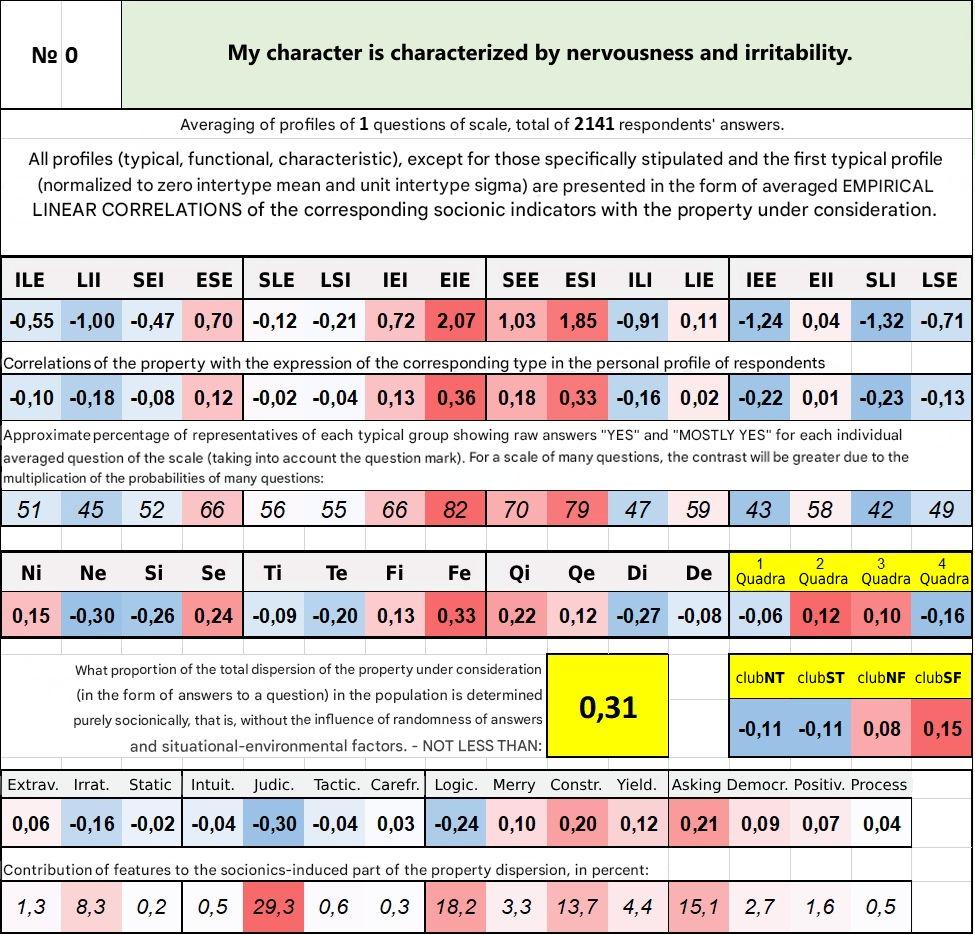 № 0
My character is characterized by nervousness and irritability.
Averaging of profiles of 1 questions of scale, total of 2141 respondents' answers.
All profiles (typical, functional, characteristic), except for those specifically stipulated and the first typical profile
(normalized to zero intertype mean and unit intertype sigma) are presented in the form of averaged EMPIRICAL
LINEAR CORRELATIONS of the corresponding socionic indicators with the property under consideration.
ILE LII SEI ESE SLE LSI IEI EIE SEE ESI ILI LIE IEE EII SLI LSE
-0,55 -1,00 -0,47 0,70 -0,12 -0,21 0,72 2,07 1,03 1,85 -0,91 0,11 -1,24 0,04 -1,32 -0,71
Correlations of the property with the expression of the corresponding type in the personal profile of respondents
-0,10 -0,18 -0,08 0,12 -0,02 -0,04 0,13 0,36 0,18 0,33 -0,16 0,02 -0,22 0,01 -0,23 -0,13
Approximate percentage of representatives of each typical group showing raw answers "YES" and "MOSTLY YES" for each individual
averaged question of the scale (taking into account the question mark). For a scale of many questions, the contrast will be greater due to the
multiplication of the probabilities of many questions:
51 45 52 66 56 55 66 82 70 79 47 59 43 58 42 49
Ni Ne Si Se Ti Te Fi Fe Qi Qe Di De 1 Quadra 2 Quadra 3 Quadra 4 Quadra
0,15 -0,30 -0,26 0,24 -0,09 -0,20 0,13 0,33 0,22 0,12 -0,27 -0,08 -0,06 0,12 0,10 -0,16
What proportion of the total dispersion of the property under consideration
(in the form of answers to a question) in the population is determined
purely socionically, that is, without the influence of randomness of answers
and situational-environmental factors. - NOT LESS THAN:
0,31
clubNT clubST clubNF clubSF
-0,11 -0,11 0,08 0,15
Extrav. Irrat. Static Intuit. Judic. Tactic. Carefr. Logic. Merry Constr. Yield. Asking Democr. Positiv. Process
0,06 -0,16 -0,02 -0,04 -0,30 -0,04 0,03 -0,24 0,10 0,20 0,12 0,21 0,09 0,07 0,04
Contribution of features to the socionics-induced part of the property dispersion, in percent:
1,3 8,3 0,2 0,5 29,3 0,6 0,3 18,2 3,3 13,7 4,4 15,1 2,7 1,6 0,5